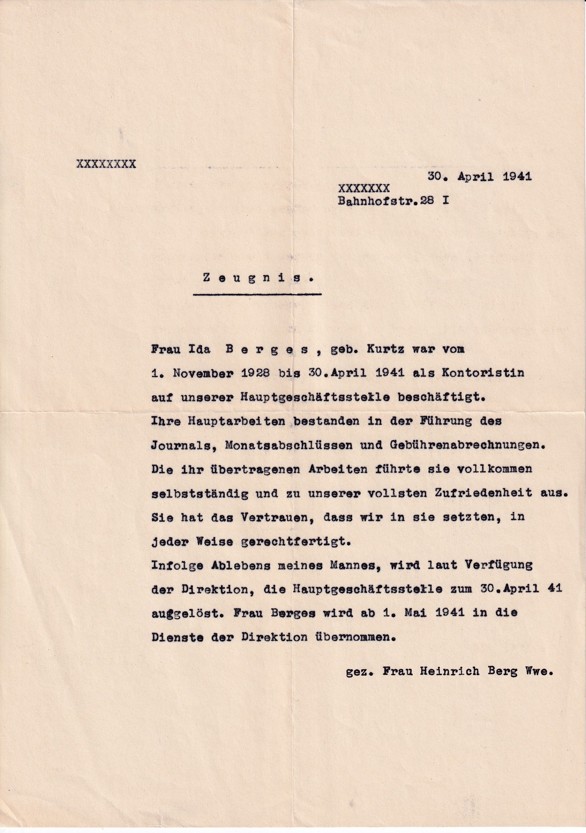 XXXXXXXX
30. April 1941
XXXXXXX
Bahnhofstr.28 I
Zeugnis.
Frau Ida Berges, geb. Kurtz war vom
1. November 1928 bis 30.April 1941 als Kontoristin
auf unserer Hauptgeschäftsstelle beschäftigt.
Ihre Hauptarbeiten bestanden in der Führung des
Journals, Monatsabschlüssen und Gebührenabrechnungen.
Die ihr übertragenen Arbeiten führte sie vollkommen
selbstständig und zu unserer vollsten Zufriedenheit aus.
Sie hat das Vertrauen, dass wir in sie setzten, in
jeder Weise gerechtfertigt.
Infolge Ablebens meines Mannes, wird laut Verfügung
der Direktion, die Hauptgeschäftsstelle zum 30.April 41
aufgelöst. Frau Berges wird ab 1. Mai 1941 in die
Dienste der Direktion übernommen.
gez. Frau Heinrich Berg Wwe.